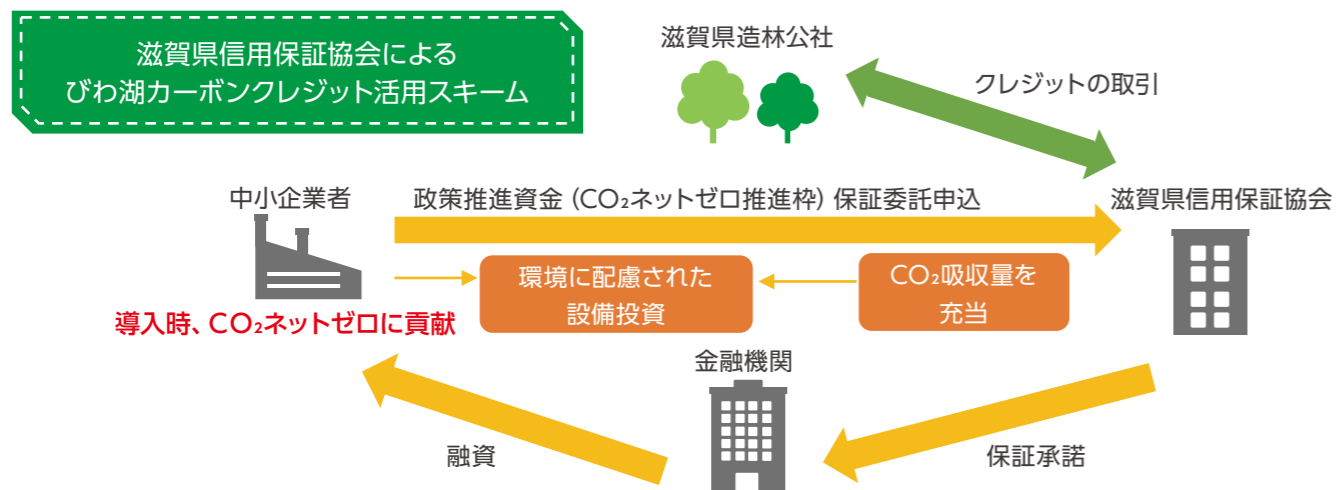 滋賀県信用保証協会による
びわ湖カーボンクレジット活用スキーム
滋賀県造林公社
クレジットの取引
中小企業者
政策推進資金（CO₂ネットゼロ推進枠）保証委託申込
滋賀県信用保証協会
環境に配慮された
設備投資
CO₂吸収量を
充当
導入時、CO₂ネットゼロに貢献
金融機関
融資
保証承諾